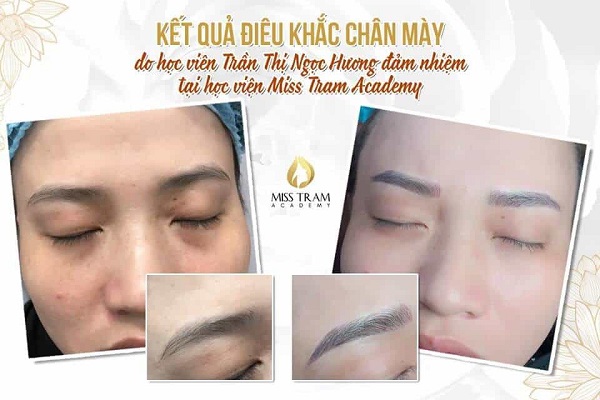 KẾT QUẢ ĐIÊU KHẮC CHÂN MÀY
do học viên Trần Thị Ngọc Hương đảm nhiệm
tại học viện Miss Tram Academy
MISS TRAM
ACADEMY